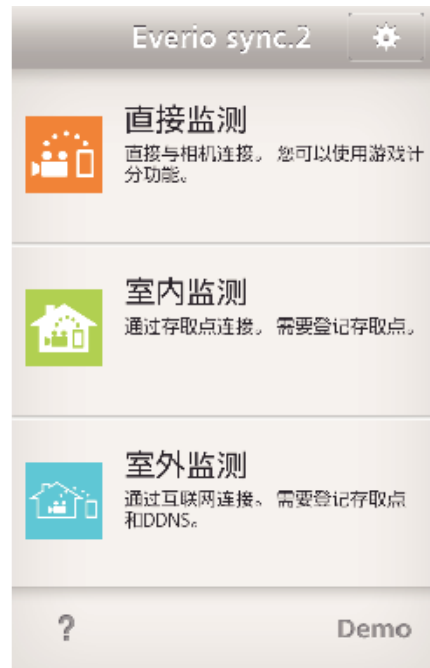 Everio sync.2
直接监测
直接与相机连接。 您可以使用游戏计
分功能。
室内监测
通过存取点连接。 需要登记存取点。
室外监测
通过互联网连接。 需要登记存取点
和DDNS。
? Demo